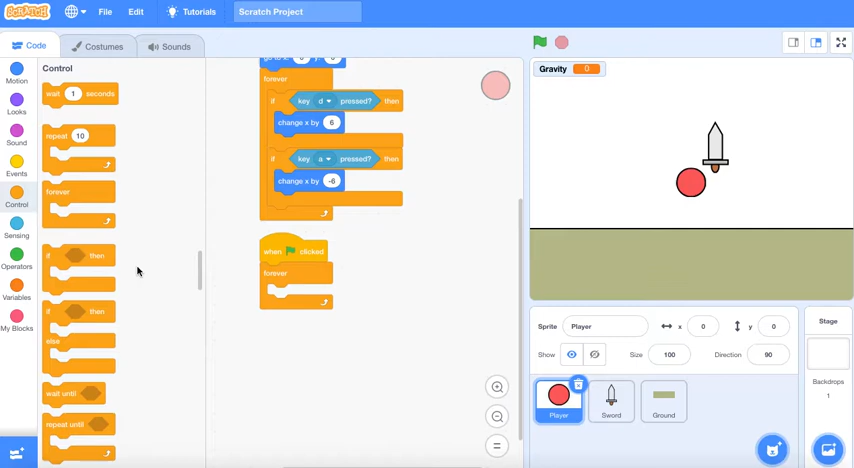 SCRATCH
File
Edit
Tutorials
Scratch Project
Code
Costumes
Sounds
Motion
Looks
Sound
Events
Control
Sensing
Operators
Variables
My Blocks
Control
wait 1 seconds
repeat 10
forever
if then
if then
else
wait until
repeat until
forever
if key d pressed? then
change x by 6
if key a pressed? then
change x by -6
when clicked
forever
Gravity 0
Sprite Player x 0 y 0
Show Size 100 Direction 90
Player
Sword
Ground
Stage
Backdrops
1